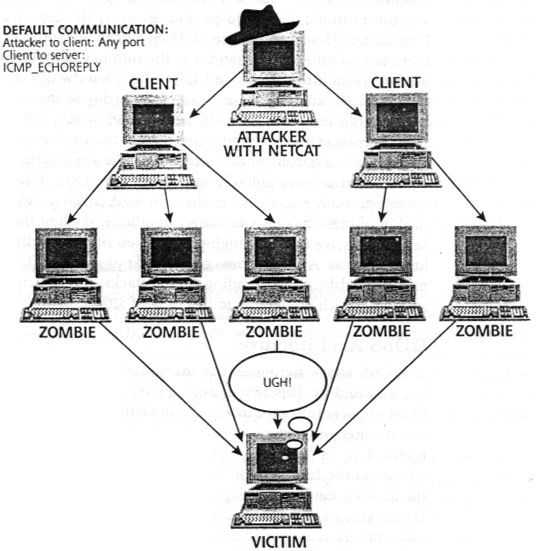 DEFAULT COMMUNICATION:
Attacker to client: Any port
Client to server:
ICMP_ECHOREPLY
CLIENT
CLIENT
ATTACKER
WITH NETCAT
ZOMBIE
ZOMBIE
ZOMBIE
ZOMBIE
ZOMBIE
UGH!
VICITIM